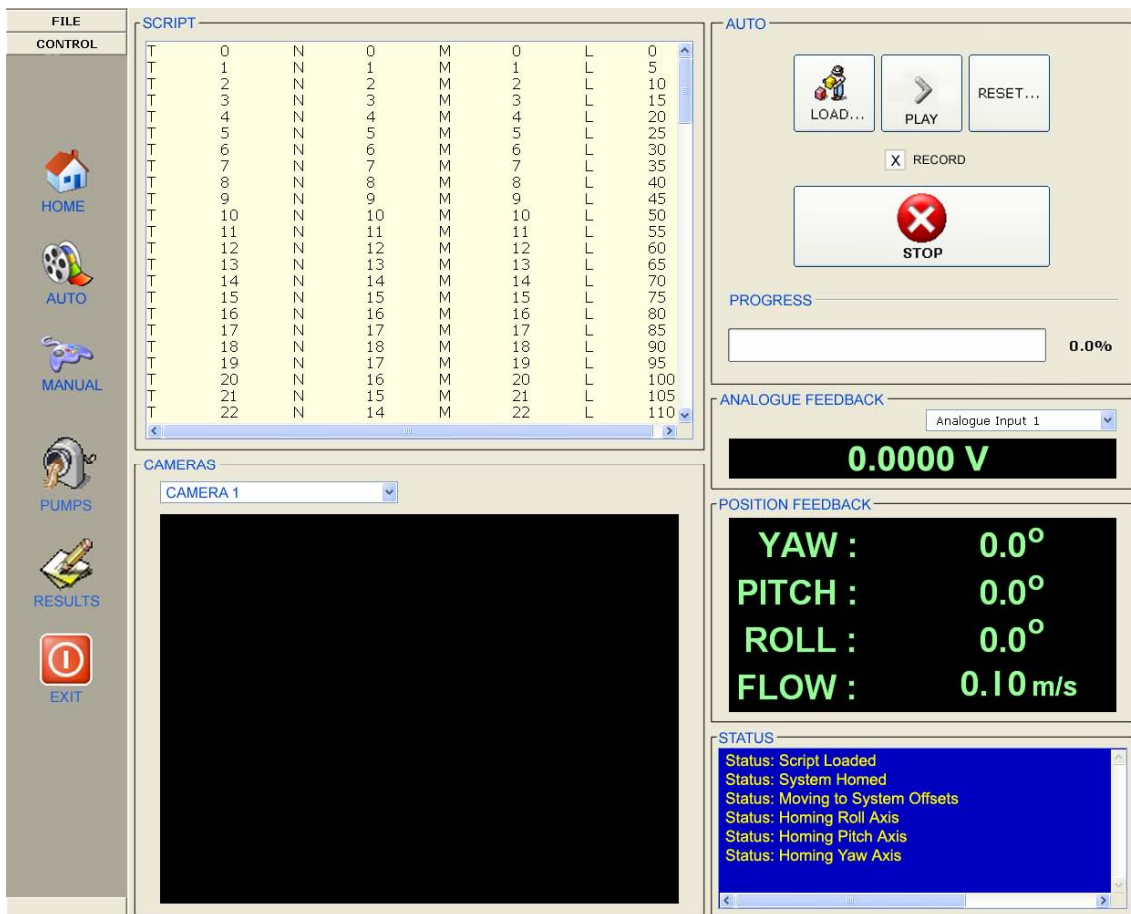 FILE
CONTROL
HOME
AUTO
MANUAL
PUMPS
RESULTS
EXIT
SCRIPT
T 0 N 0 M 0 L 0
T 1 N 1 M 1 L 5
T 2 N 2 M 2 L 10
T 3 N 3 M 3 L 15
T 4 N 4 M 4 L 20
T 5 N 5 M 5 L 25
T 6 N 6 M 6 L 30
T 7 N 7 M 7 L 35
T 8 N 8 M 8 L 40
T 9 N 9 M 9 L 45
T 10 N 10 M 10 L 50
T 11 N 11 M 11 L 55
T 12 N 12 M 12 L 60
T 13 N 13 M 13 L 65
T 14 N 14 M 14 L 70
T 15 N 15 M 15 L 75
T 16 N 16 M 16 L 80
T 17 N 17 M 17 L 85
T 18 N 18 M 18 L 90
T 19 N 17 M 19 L 95
T 20 N 16 M 20 L 100
T 21 N 15 M 21 L 105
T 22 N 14 M 22 L 110
CAMERAS
CAMERA 1
AUTO
LOAD...
PLAY
RESET...
X RECORD
STOP
PROGRESS
0.0%
ANALOGUE FEEDBACK
Analogue Input 1
0.0000 V
POSITION FEEDBACK
YAW : 0.0°
PITCH : 0.0°
ROLL : 0.0°
FLOW : 0.10 m/s
STATUS
Status: Script Loaded
Status: System Homed
Status: Moving to System Offsets
Status: Homing Roll Axis
Status: Homing Pitch Axis
Status: Homing Yaw Axis